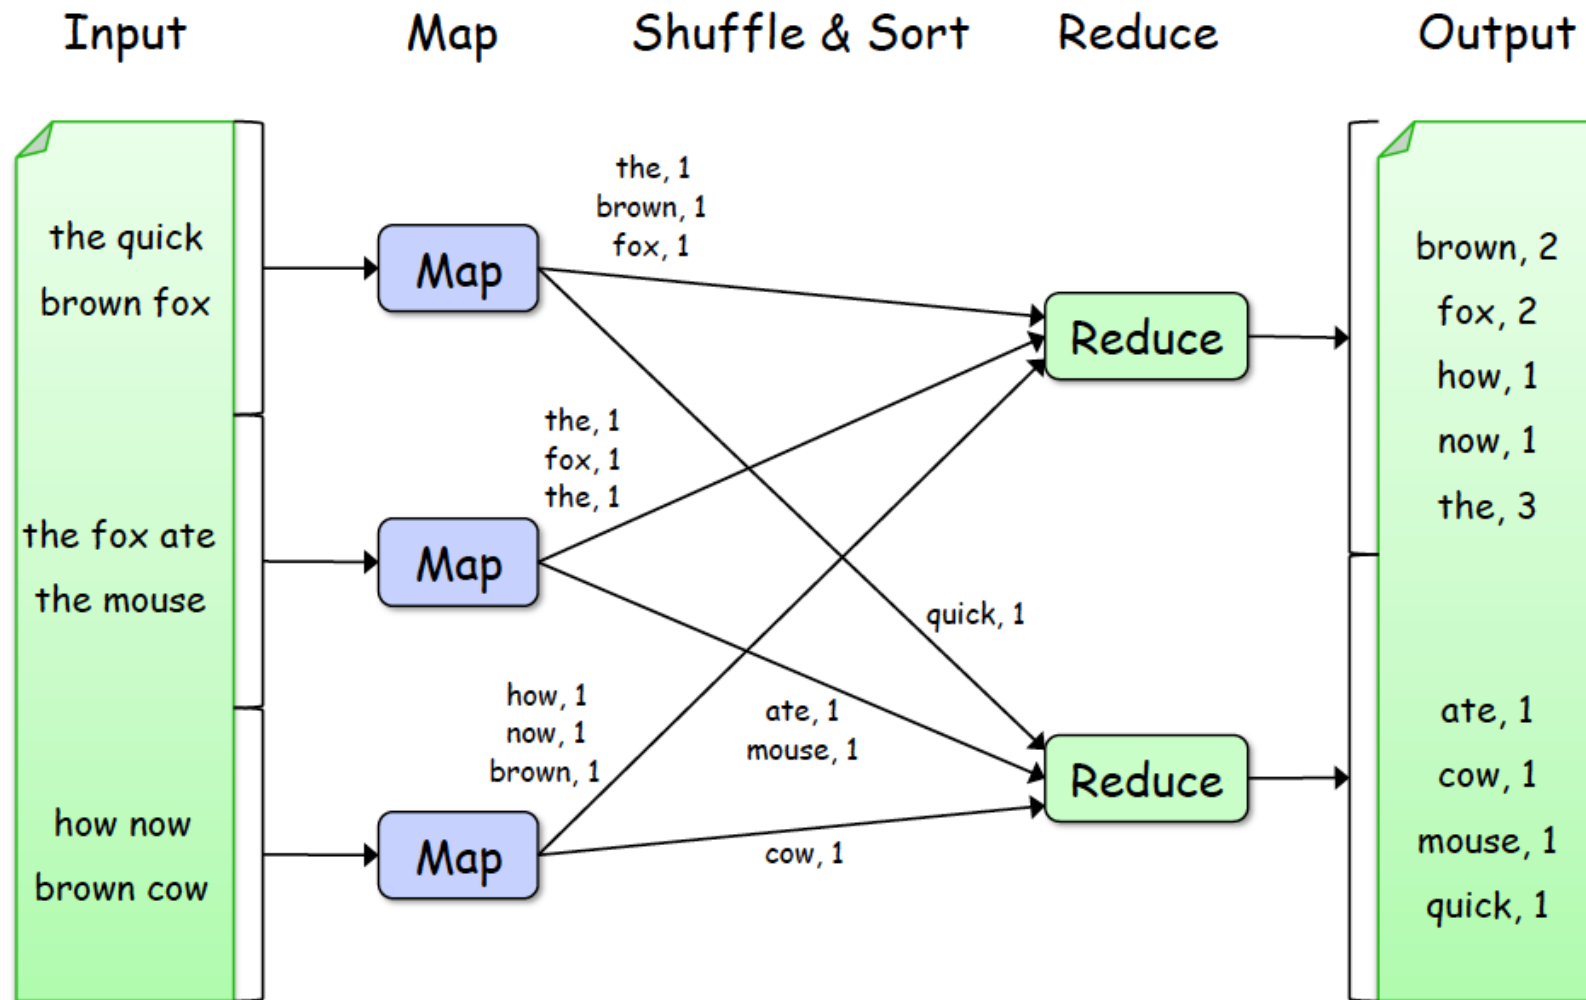 Input
Map
Shuffle & Sort
Reduce
Output
the quick
brown fox
the fox ate
the mouse
how now
brown cow
Map
Map
Map
the, 1
brown, 1
fox, 1
the, 1
fox, 1
the, 1
how, 1
now, 1
brown, 1
quick, 1
ate, 1
mouse, 1
cow, 1
Reduce
Reduce
brown, 2
fox, 2
how, 1
now, 1
the, 3
ate, 1
cow, 1
mouse, 1
quick, 1